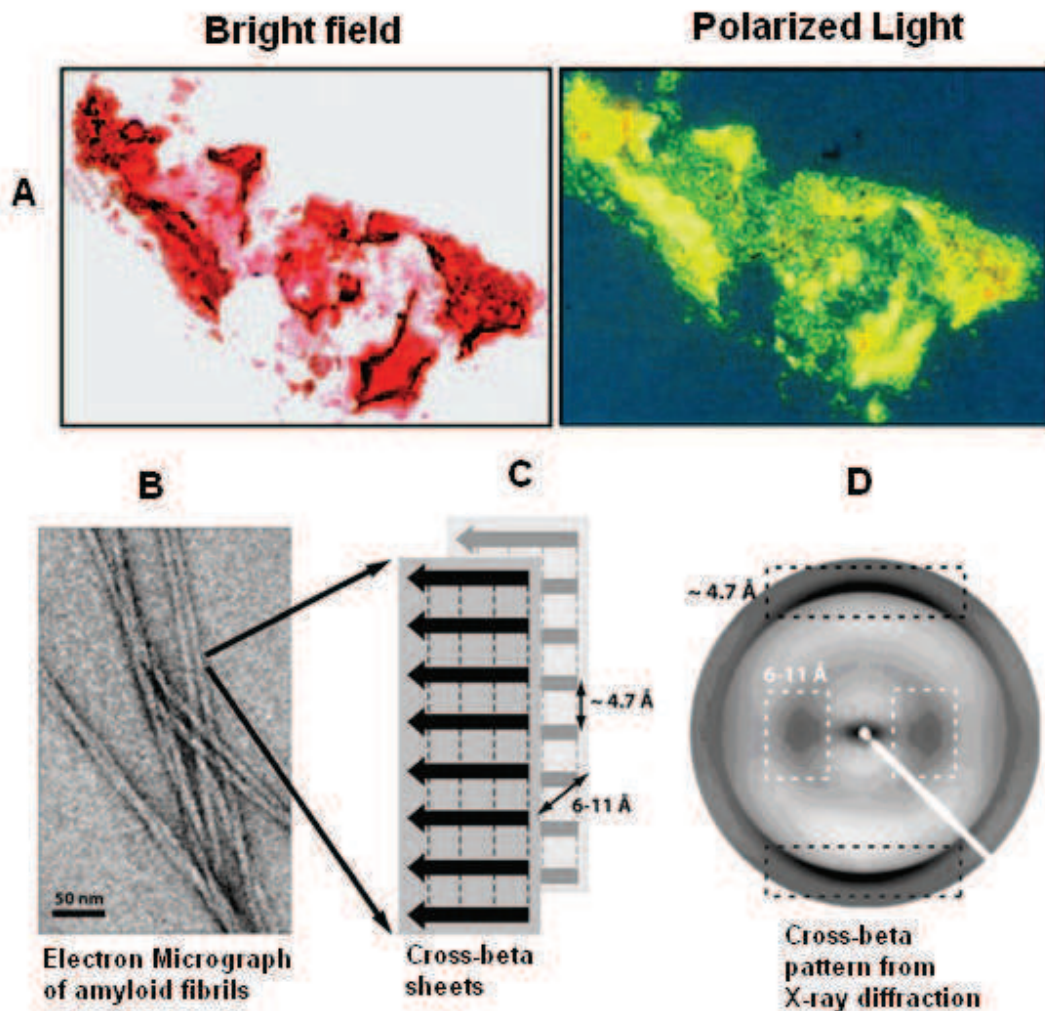 Bright field
Polarized Light
A
B
C
D
~ 4.7 Å
6-11 Å
~ 4.7 Å
6-11 Å
50 nm
Electron Micrograph
of amyloid fibrils
Cross-beta
sheets
Cross-beta
pattern from
X-ray diffraction